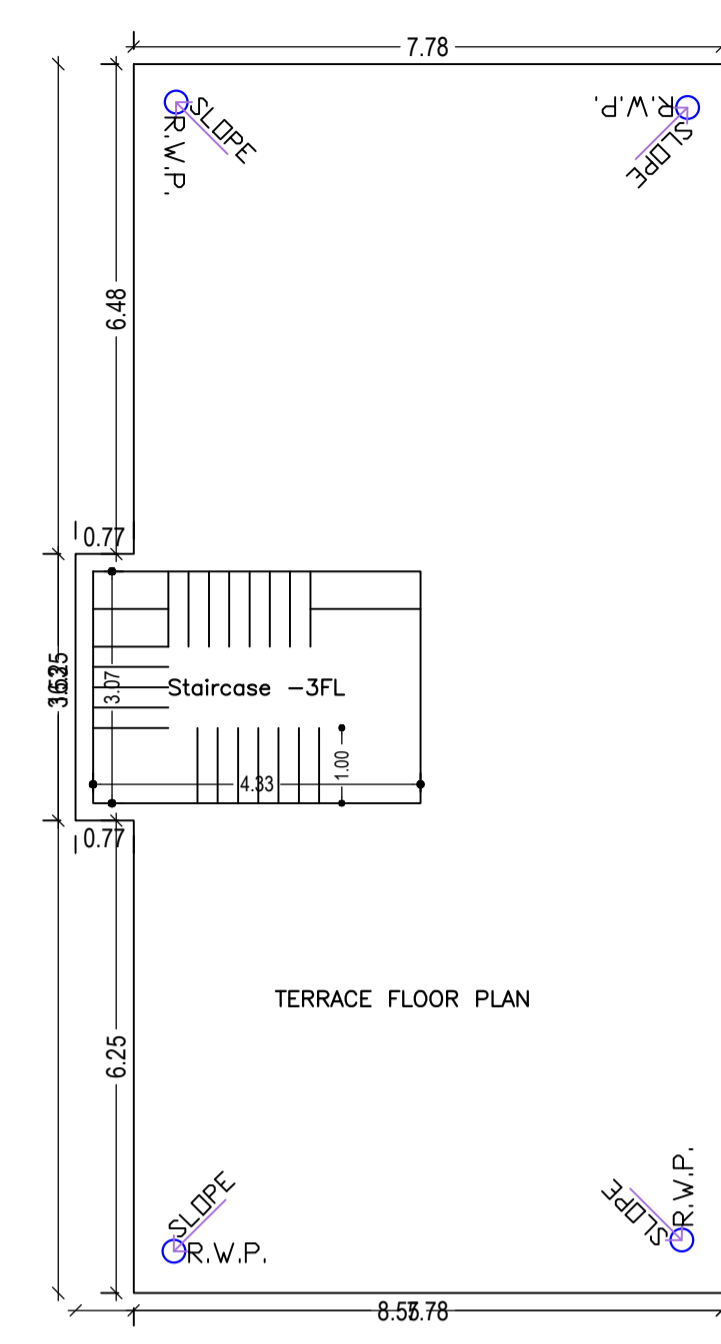 7.78
SLOPE
R.W.P.
R.W.P.
SLOPE
6.48
0.77
3.07
Staircase -3FL
1.00
4.33
0.77
TERRACE FLOOR PLAN
6.25
SLOPE
R.W.P.
SLOPE
R.W.P.